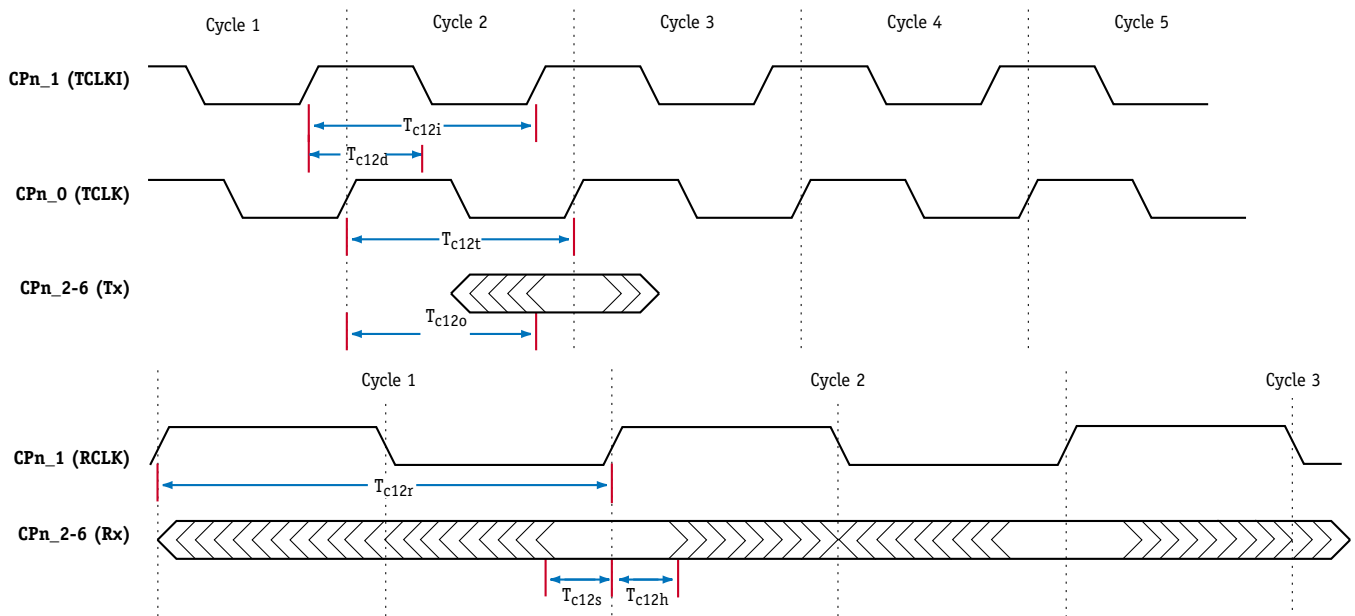 Cycle 1 Cycle 2 Cycle 3 Cycle 4 Cycle 5
CPn_1 (TCLKI)
Tc12i
Tc12d
CPn_0 (TCLK)
Tc12t
CPn_2-6 (Tx)
Tc12o
Cycle 1 Cycle 2 Cycle 3
CPn_1 (RCLK)
Tc12r
CPn_2-6 (Rx)
Tc12s Tc12h